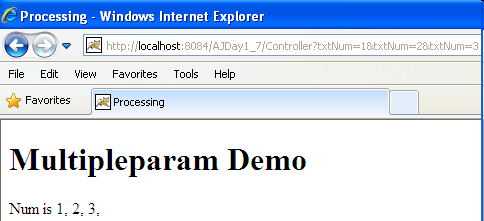 Processing - Windows Internet Explorer
http://localhost:8084/AJDay1_7/Controller?txtNum=1&txtNum=2&txtNum=3
File Edit View Favorites Tools Help
Favorites Processing
Multipleparam Demo
Num is 1, 2, 3,